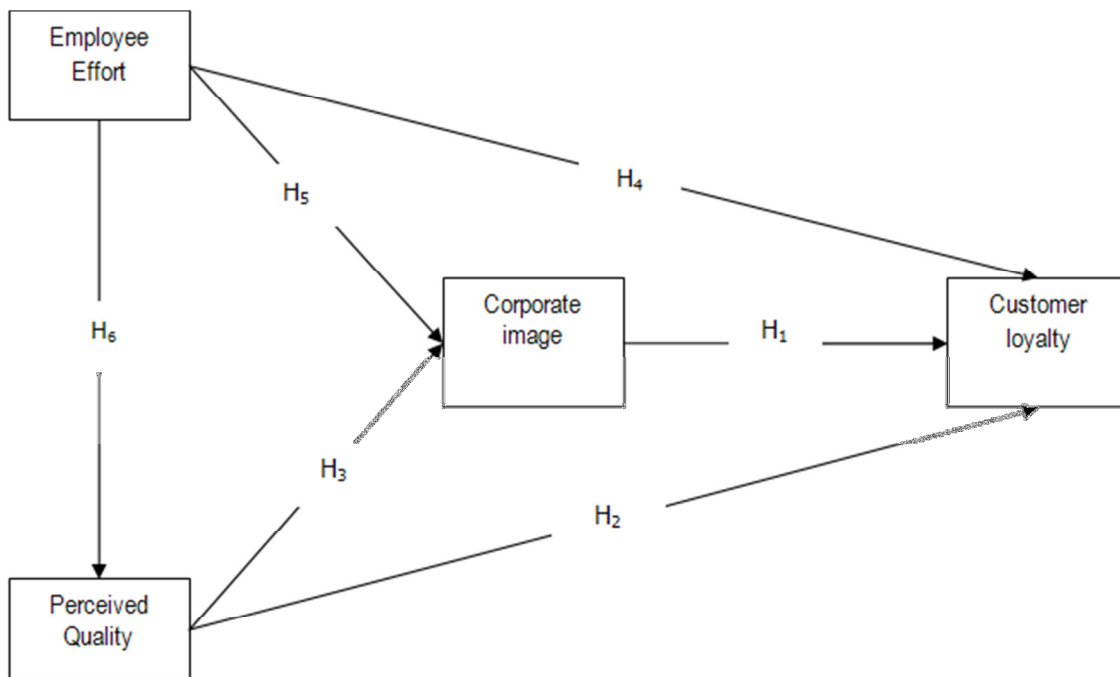 Employee
Effort
H₄
H₅
Corporate
image
Customer
loyalty
H₁
H₆
H₃
H₂
Perceived
Quality